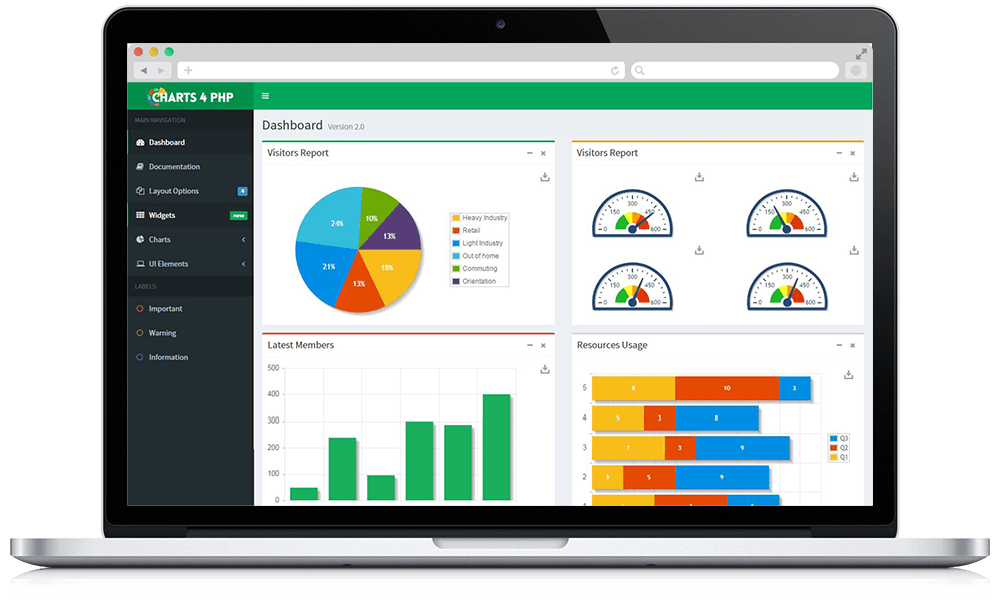 CHARTS 4 PHP
MAIN NAVIGATION
Dashboard
Documentation
Layout Options
4
Widgets
new
Charts
UI Elements
LABELS
Important
Warning
Information
Dashboard Version 2.0
Visitors Report
24%
10%
13%
18%
13%
21%
Heavy Industry
Retail
Light Industry
Out of home
Commuting
Orientation
Visitors Report
0 150 300 450 600
0 150 300 450 600
0 150 300 450 600
0 150 300 450 600
Latest Members
500
400
300
200
100
0
Resources Usage
5 8 10 3
4 5 3 8
3 7 3 9
2 3 5 9
Q3
Q2
Q1